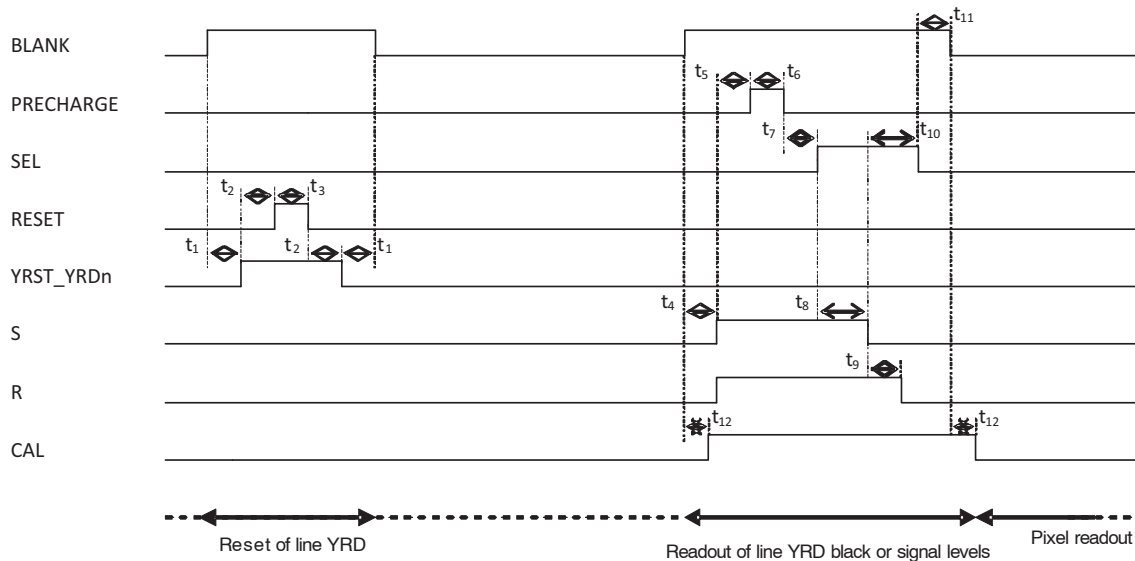 t11
BLANK
t5
t6
PRECHARGE
t7
t10
SEL
t2
t3
RESET
t1
t2
t1
YRST_YRDn
t4
t8
S
t9
R
t12
t12
CAL
Reset of line YRD
Readout of line YRD black or signal levels
Pixel readout